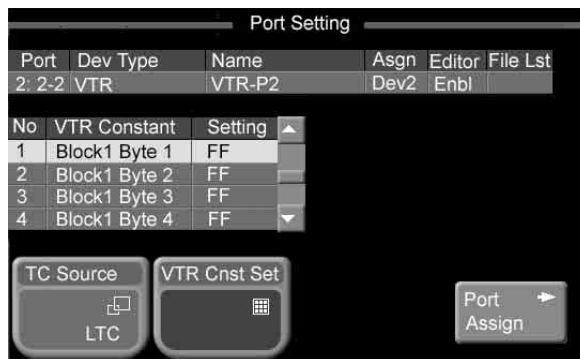 Port Setting
Port Dev Type Name Asgn Editor File Lst
2: 2-2 VTR VTR-P2 Dev2 Enbl
No VTR Constant Setting
1 Block1 Byte 1 FF
2 Block1 Byte 2 FF
3 Block1 Byte 3 FF
4 Block1 Byte 4 FF
TC Source VTR Cnst Set
LTC
Port
Assign